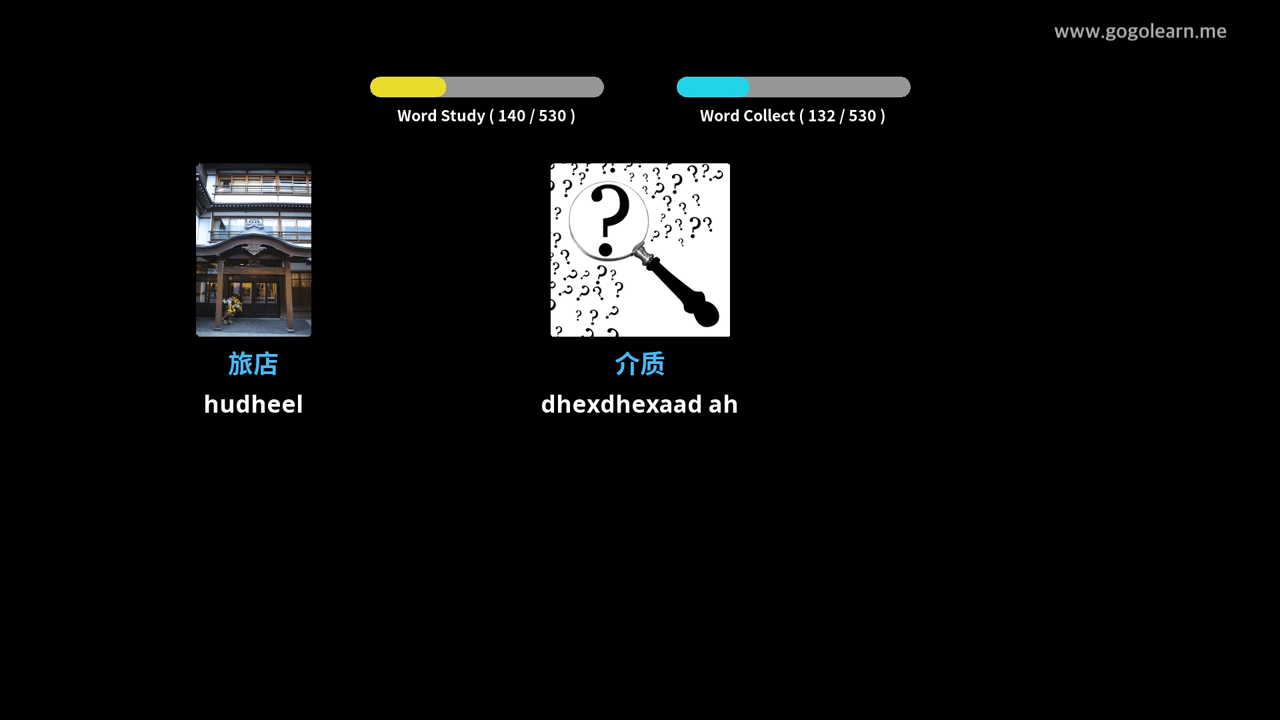 www.gogolearn.me
Word Study ( 140 / 530 )
Word Collect ( 132 / 530 )
旅店
介质
hudheel
dhexdhexaad ah